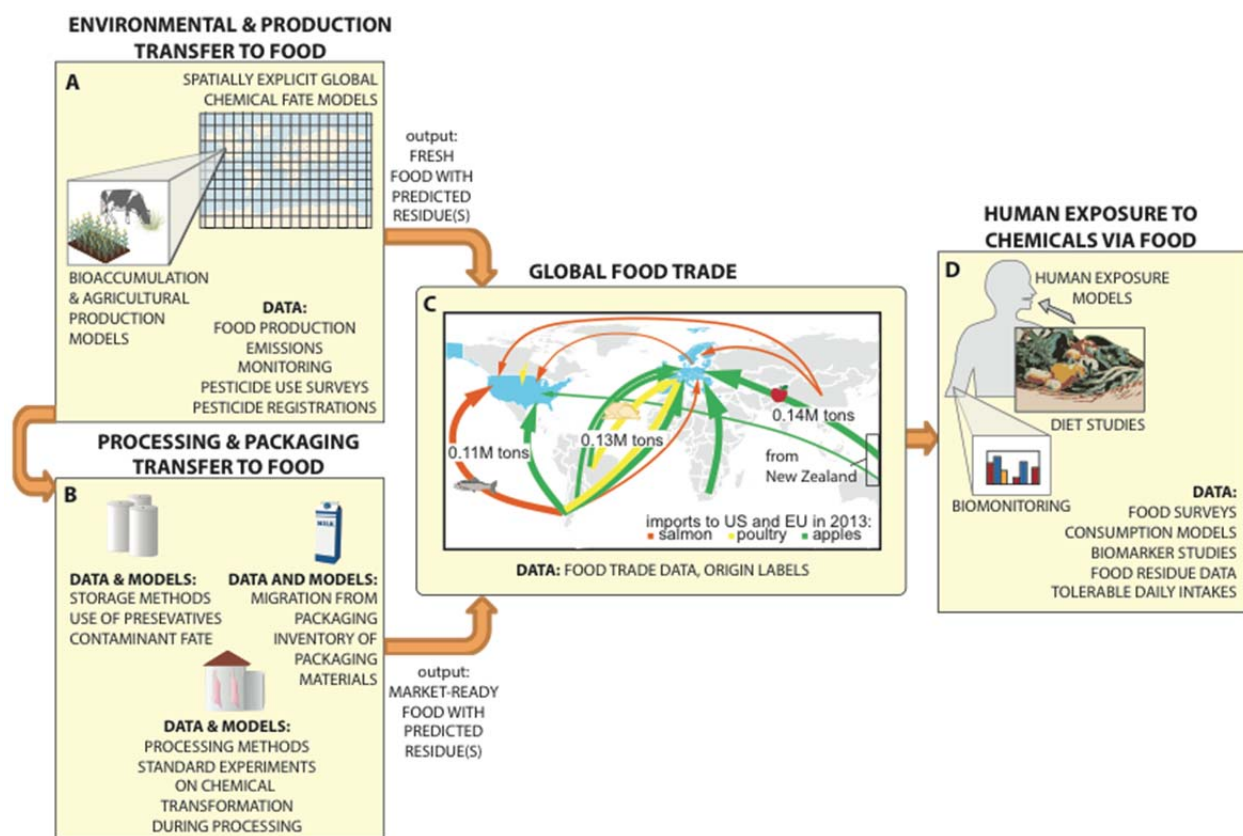 ENVIRONMENTAL & PRODUCTION
TRANSFER TO FOOD
A
SPATIALLY EXPLICIT GLOBAL
CHEMICAL FATE MODELS
BIOACCUMULATION
& AGRICULTURAL
PRODUCTION
MODELS
DATA:
FOOD PRODUCTION
EMISSIONS
MONITORING
PESTICIDE USE SURVEYS
PESTICIDE REGISTRATIONS
output:
FRESH
FOOD WITH
PREDICTED
RESIDUE(S)
PROCESSING & PACKAGING
TRANSFER TO FOOD
B
MILK
DATA & MODELS:
STORAGE METHODS
USE OF PRESEVATIVES
CONTAMINANT FATE
DATA AND MODELS:
MIGRATION FROM
PACKAGING
INVENTORY OF
PACKAGING
MATERIALS
DATA & MODELS:
PROCESSING METHODS
STANDARD EXPERIMENTS
ON CHEMICAL
TRANSFORMATION
DURING PROCESSING
output:
MARKET-READY
FOOD WITH
PREDICTED
RESIDUE(S)
GLOBAL FOOD TRADE
C
0.11M tons
0.13M tons
0.14M tons
from
New Zealand
imports to US and EU in 2013:
salmon poultry apples
DATA: FOOD TRADE DATA, ORIGIN LABELS
HUMAN EXPOSURE TO
CHEMICALS VIA FOOD
D
HUMAN EXPOSURE
MODELS
DIET STUDIES
BIOMONITORING
DATA:
FOOD SURVEYS
CONSUMPTION MODELS
BIOMARKER STUDIES
FOOD RESIDUE DATA
TOLERABLE DAILY INTAKES